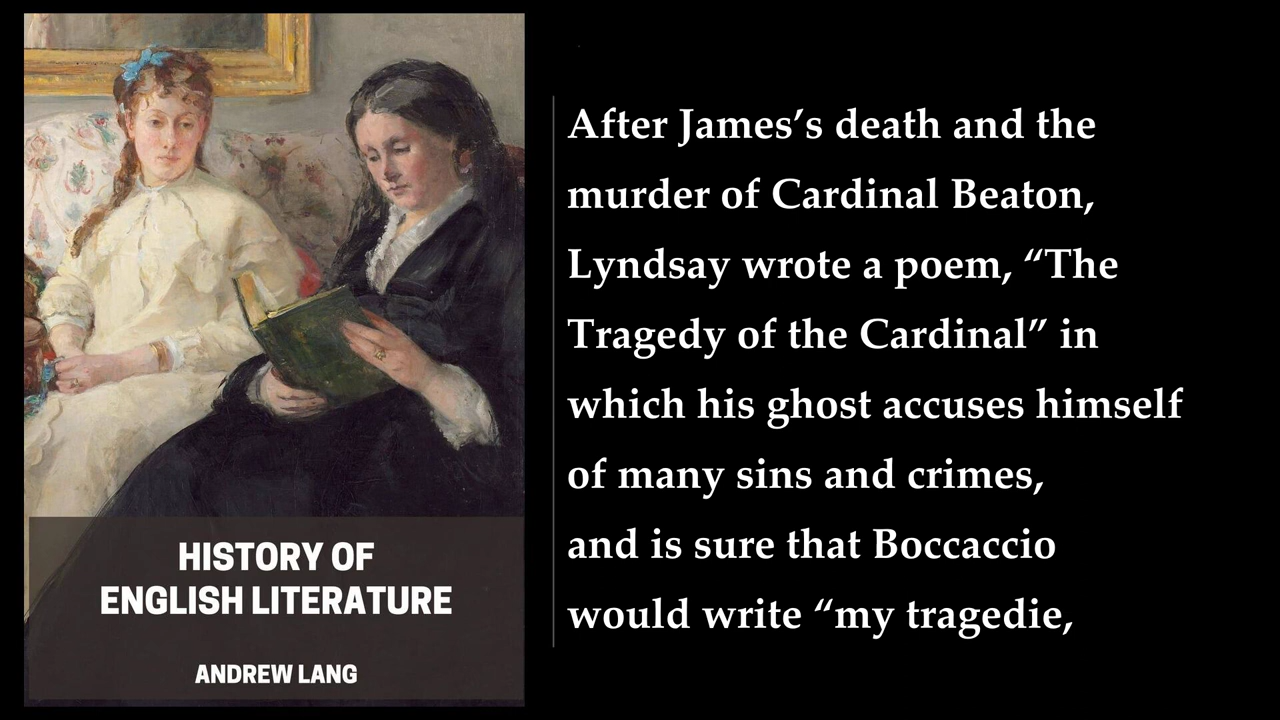 HISTORY OF
ENGLISH LITERATURE
ANDREW LANG
After James’s death and the
murder of Cardinal Beaton,
Lyndsay wrote a poem, “The
Tragedy of the Cardinal” in
which his ghost accuses himself
of many sins and crimes,
and is sure that Boccaccio
would write “my tragedie,